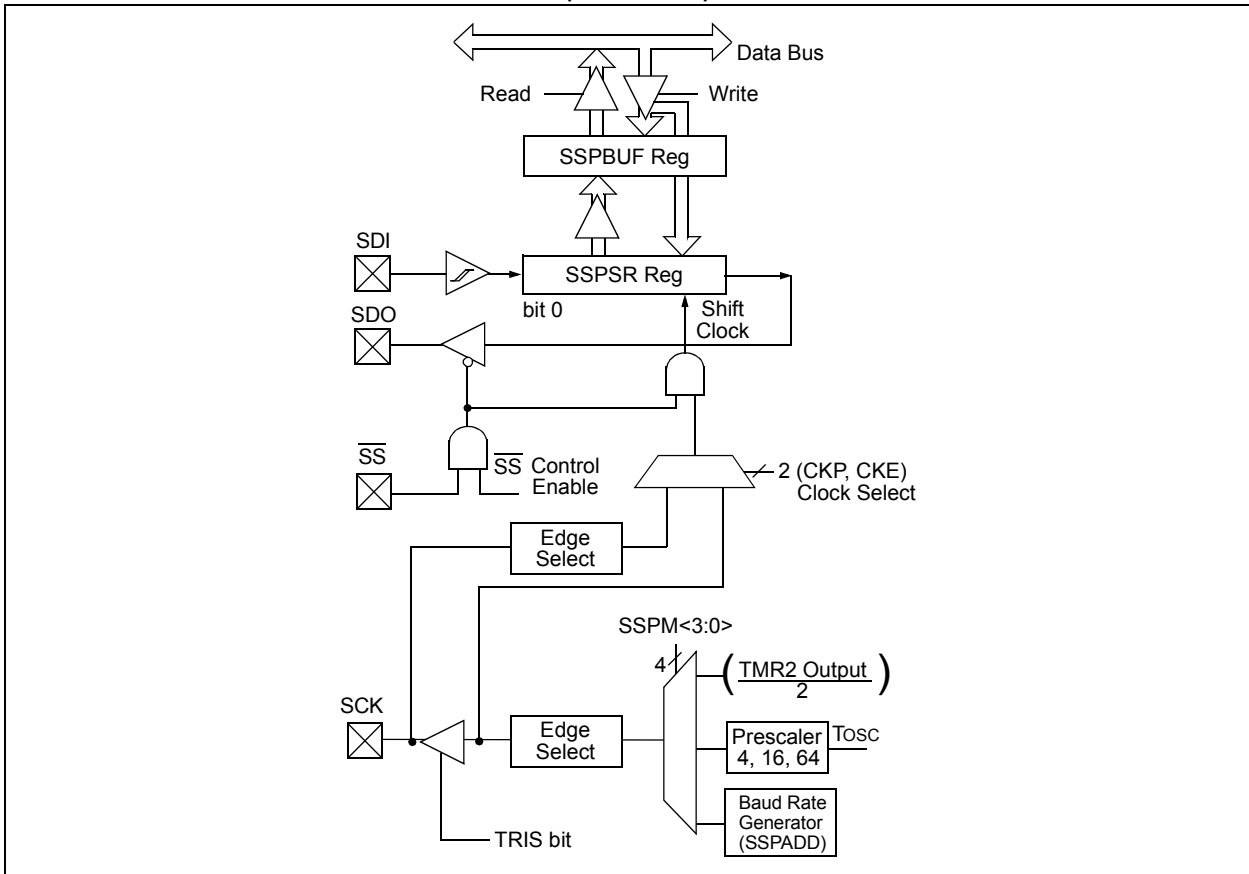 Data Bus
Read
Write
SSPBUF Reg
SDI
SSPSR Reg
bit 0
Shift
Clock
SDO
SS
SS Control
Enable
2 (CKP, CKE)
Clock Select
Edge
Select
SSPM<3:0>
4
(TMR2 Output)
2
SCK
Edge
Select
Prescaler
4, 16, 64
TOSC
Baud Rate
Generator
(SSPADD)
TRIS bit